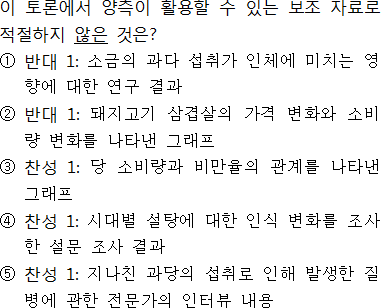 이 토론에서 양측이 활용할 수 있는 보조 자료로
적절하지 않은 것은?
① 반대 1: 소금의 과다 섭취가 인체에 미치는 영
향에 대한 연구 결과
② 반대 1: 돼지고기 삼겹살의 가격 변화와 소비
량 변화를 나타낸 그래프
③ 찬성 1: 당 소비량과 비만율의 관계를 나타낸
그래프
④ 찬성 1: 시대별 설탕에 대한 인식 변화를 조사
한 설문 조사 결과
⑤ 찬성 1: 지나친 과당의 섭취로 인해 발생한 질
병에 관한 전문가의 인터뷰 내용